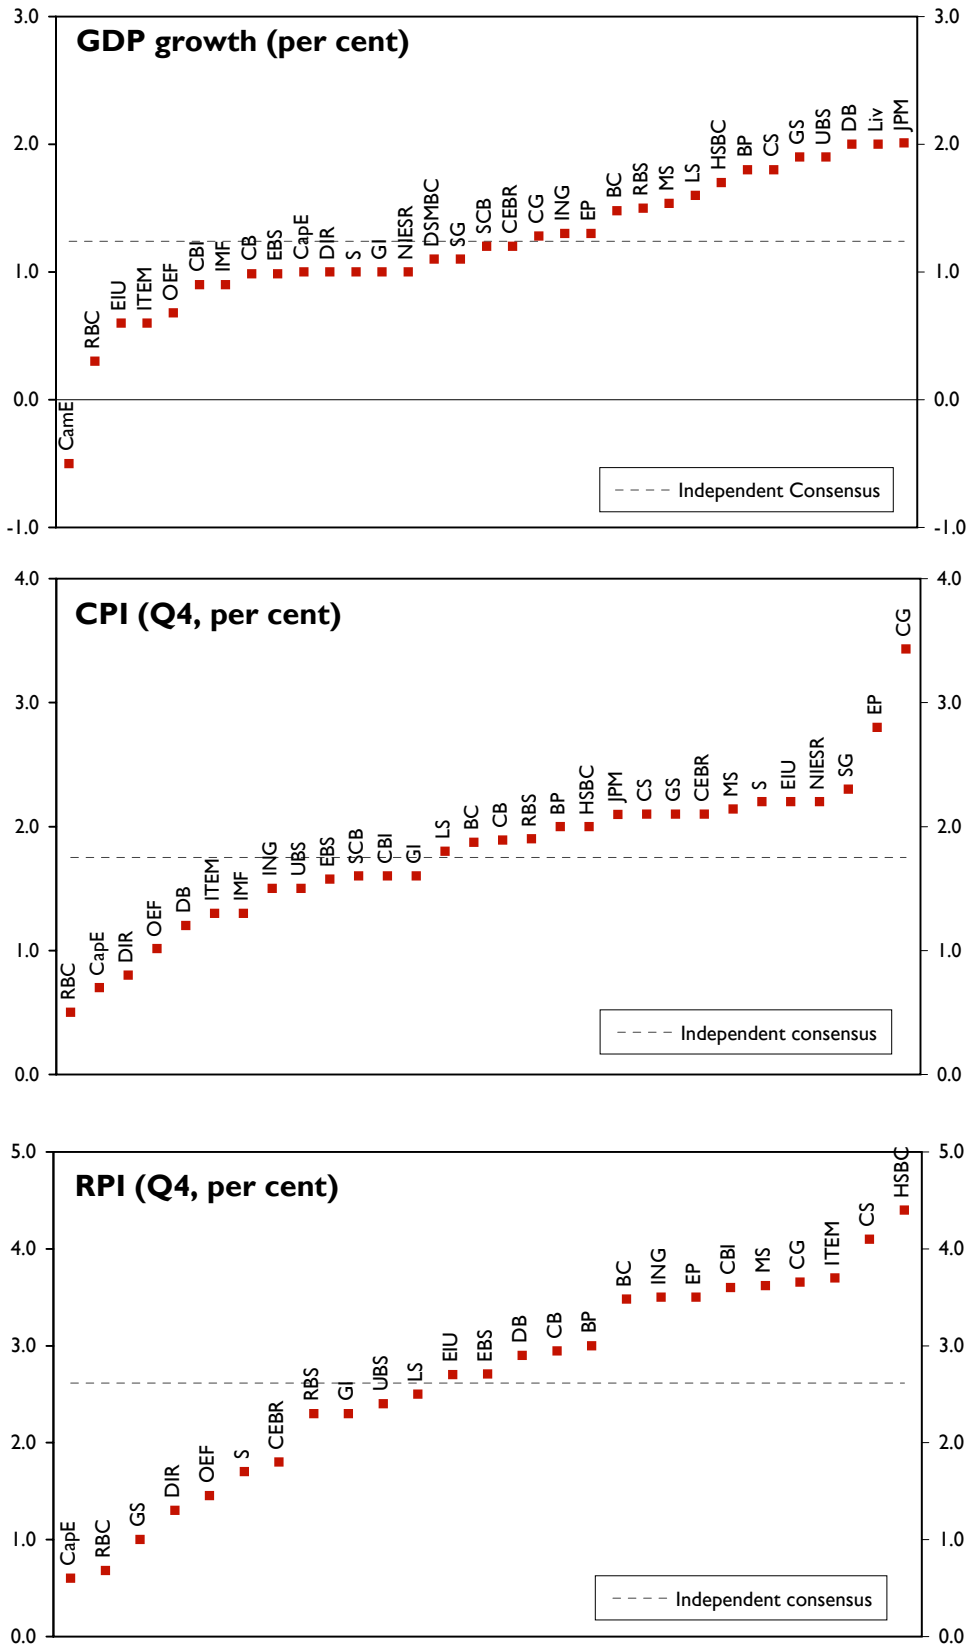 GDP growth (per cent)
3.0 3.0
2.0 2.0
1.0 1.0
0.0 0.0
-1.0 -1.0
CamE RBC EIU ITEM OEF CBI IMF CB EBS CapE DIR S GI NIESR DSMBC SG SCB CEBR CG ING EP BC RBS MS LS HSBC BP CS GS UBS DB Liv JPM
Independent Consensus
CPI (Q4, per cent)
4.0 4.0
3.0 3.0
2.0 2.0
1.0 1.0
0.0 0.0
RBC CapE DIR OEF DB ITEM IMF ING UBS EBS SCB CBI GI LS BC CB RBS BP HSBC JPM CS GS CEBR MS S EIU NIESR SG EP CG
Independent consensus
RPI (Q4, per cent)
5.0 5.0
4.0 4.0
3.0 3.0
2.0 2.0
1.0 1.0
0.0 0.0
CapE RBC GS DIR OEF S CEBR RBS GI UBS LS EIU EBS DB CB BP BC ING EP CBI MS CG ITEM CS HSBC
Independent consensus